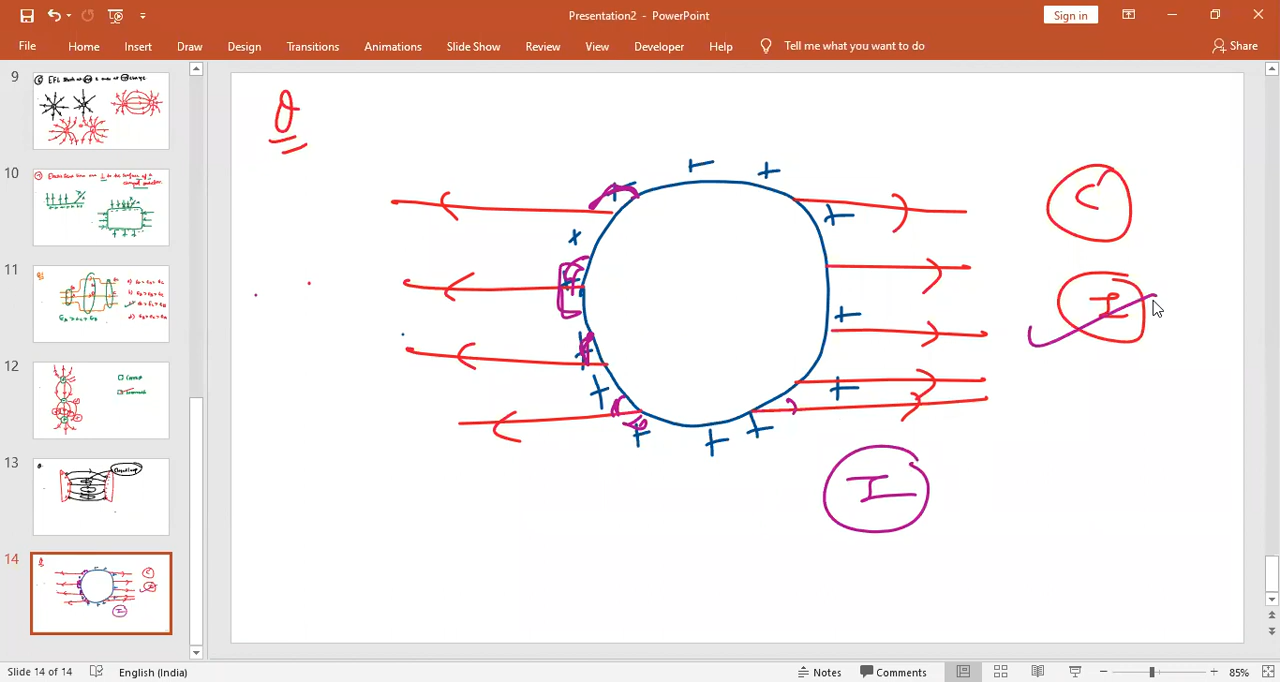 Presentation2 - PowerPoint
Sign in
File Home Insert Draw Design Transitions Animations Slide Show Review View Developer Help Tell me what you want to do Share
9
10
11
12
13
14
Q
+ + + + + + + + + + + + +
C
I
I
Slide 14 of 14 English (India) Notes Comments 85%